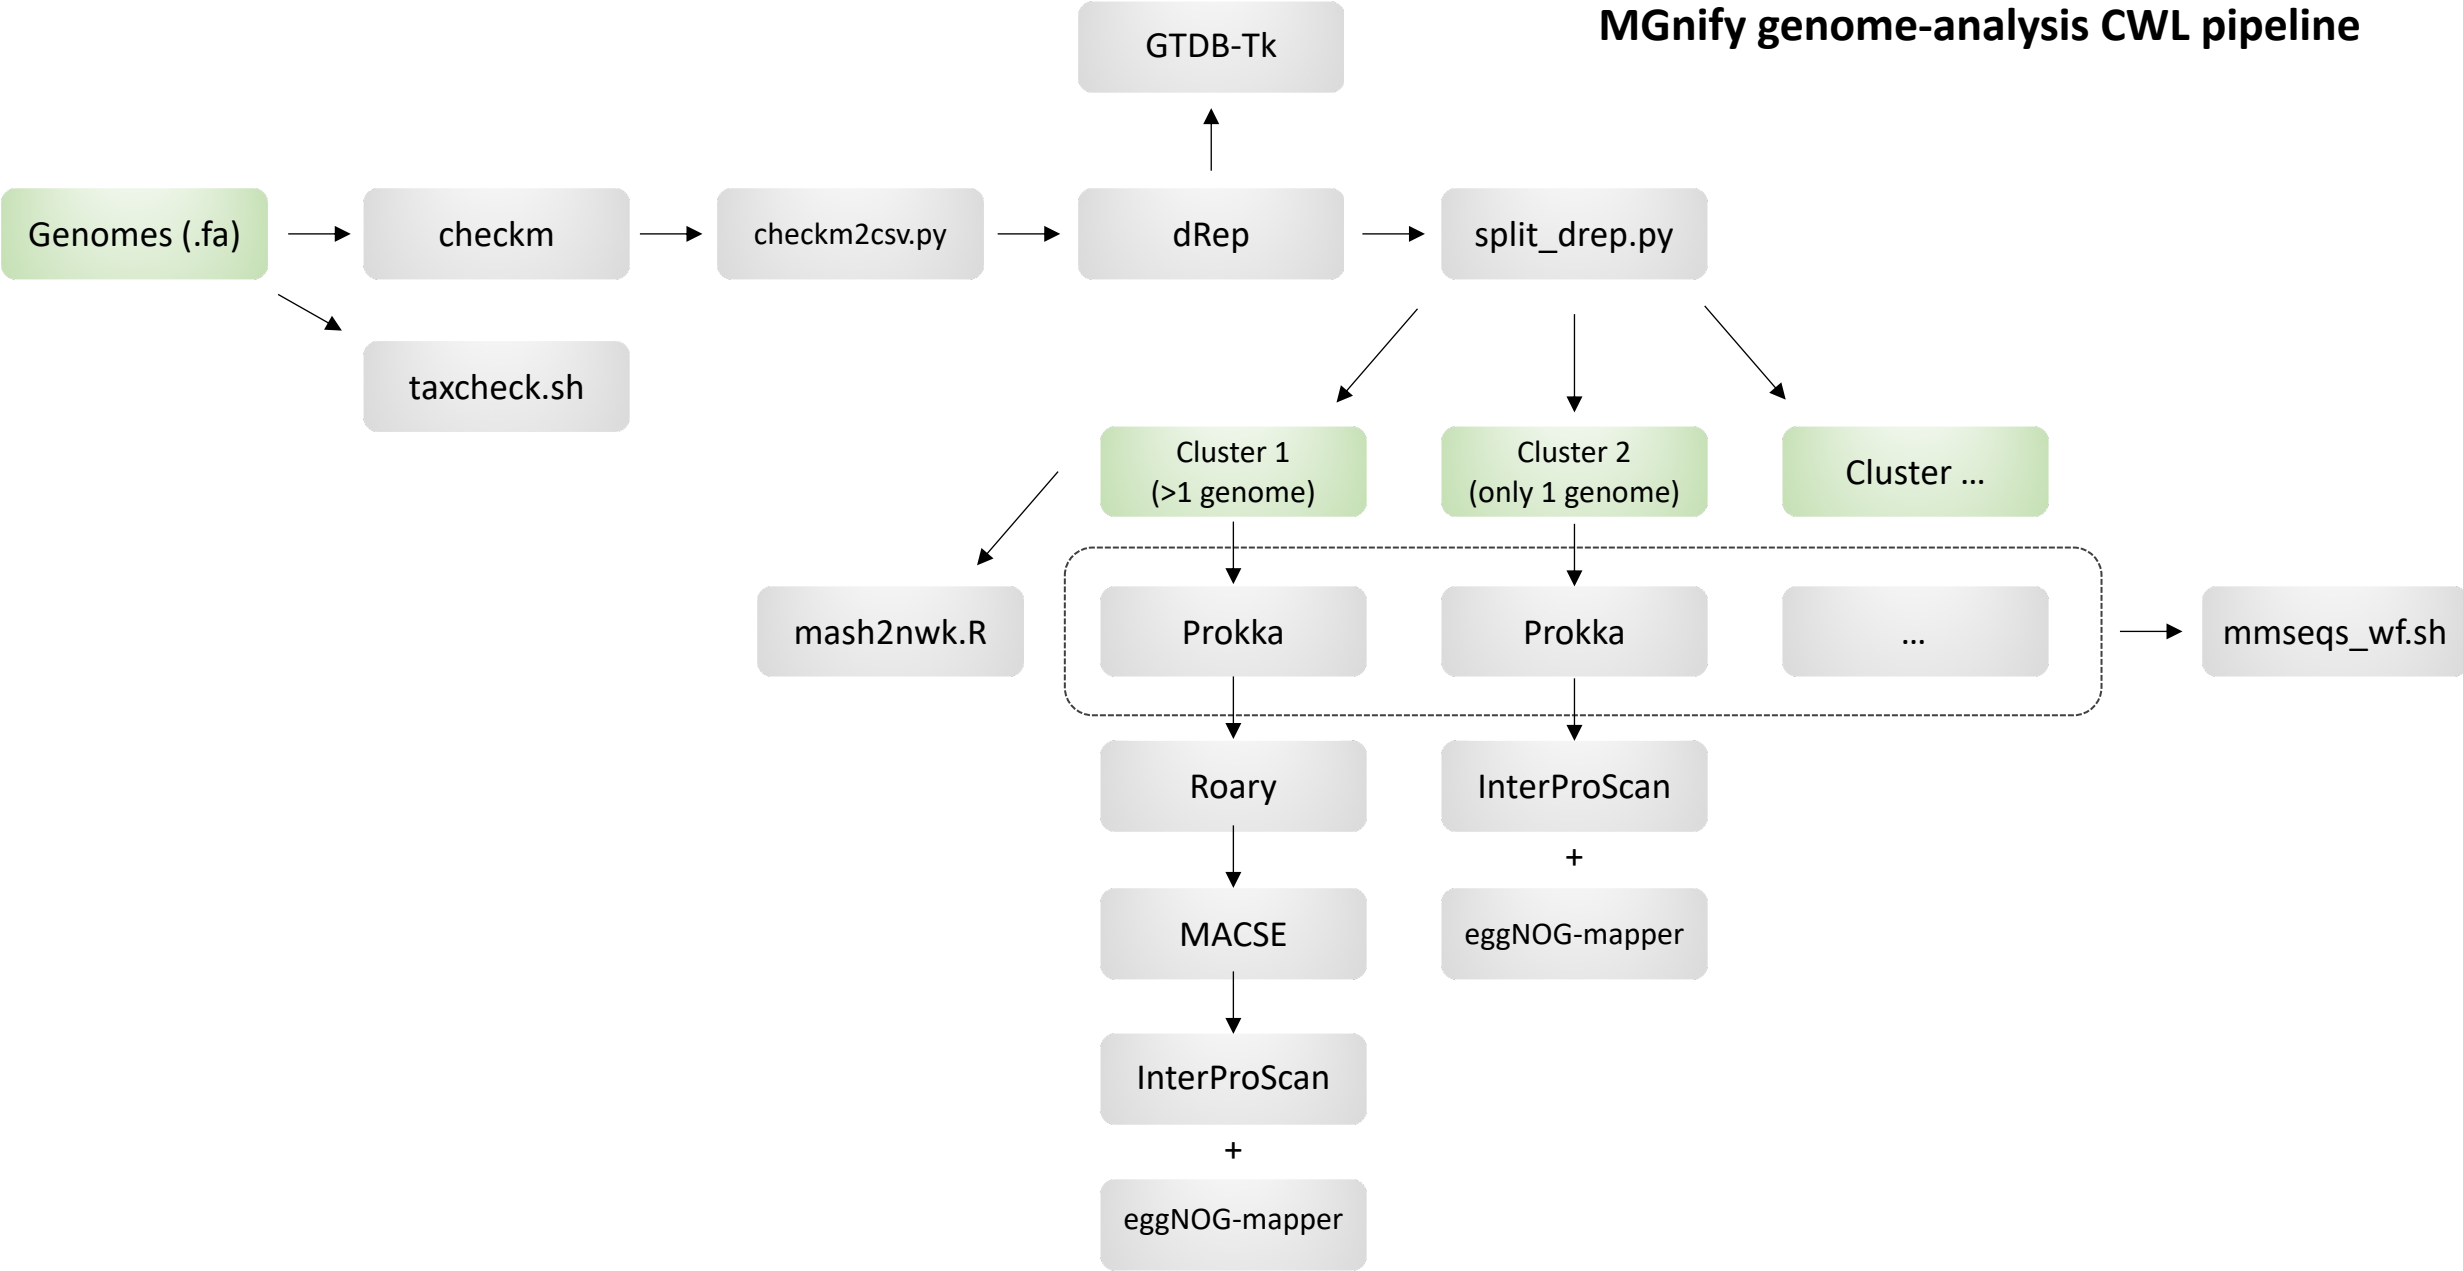 MGnify genome-analysis CWL pipeline
GTDB-Tk
Genomes (.fa)
checkm
checkm2csv.py
dRep
split_drep.py
taxcheck.sh
Cluster 1
(>1 genome)
Cluster 2
(only 1 genome)
Cluster ...
mash2nwk.R
Prokka
Prokka
...
mmseqs_wf.sh
Roary
InterProScan
+
MACSE
eggNOG-mapper
InterProScan
+
eggNOG-mapper